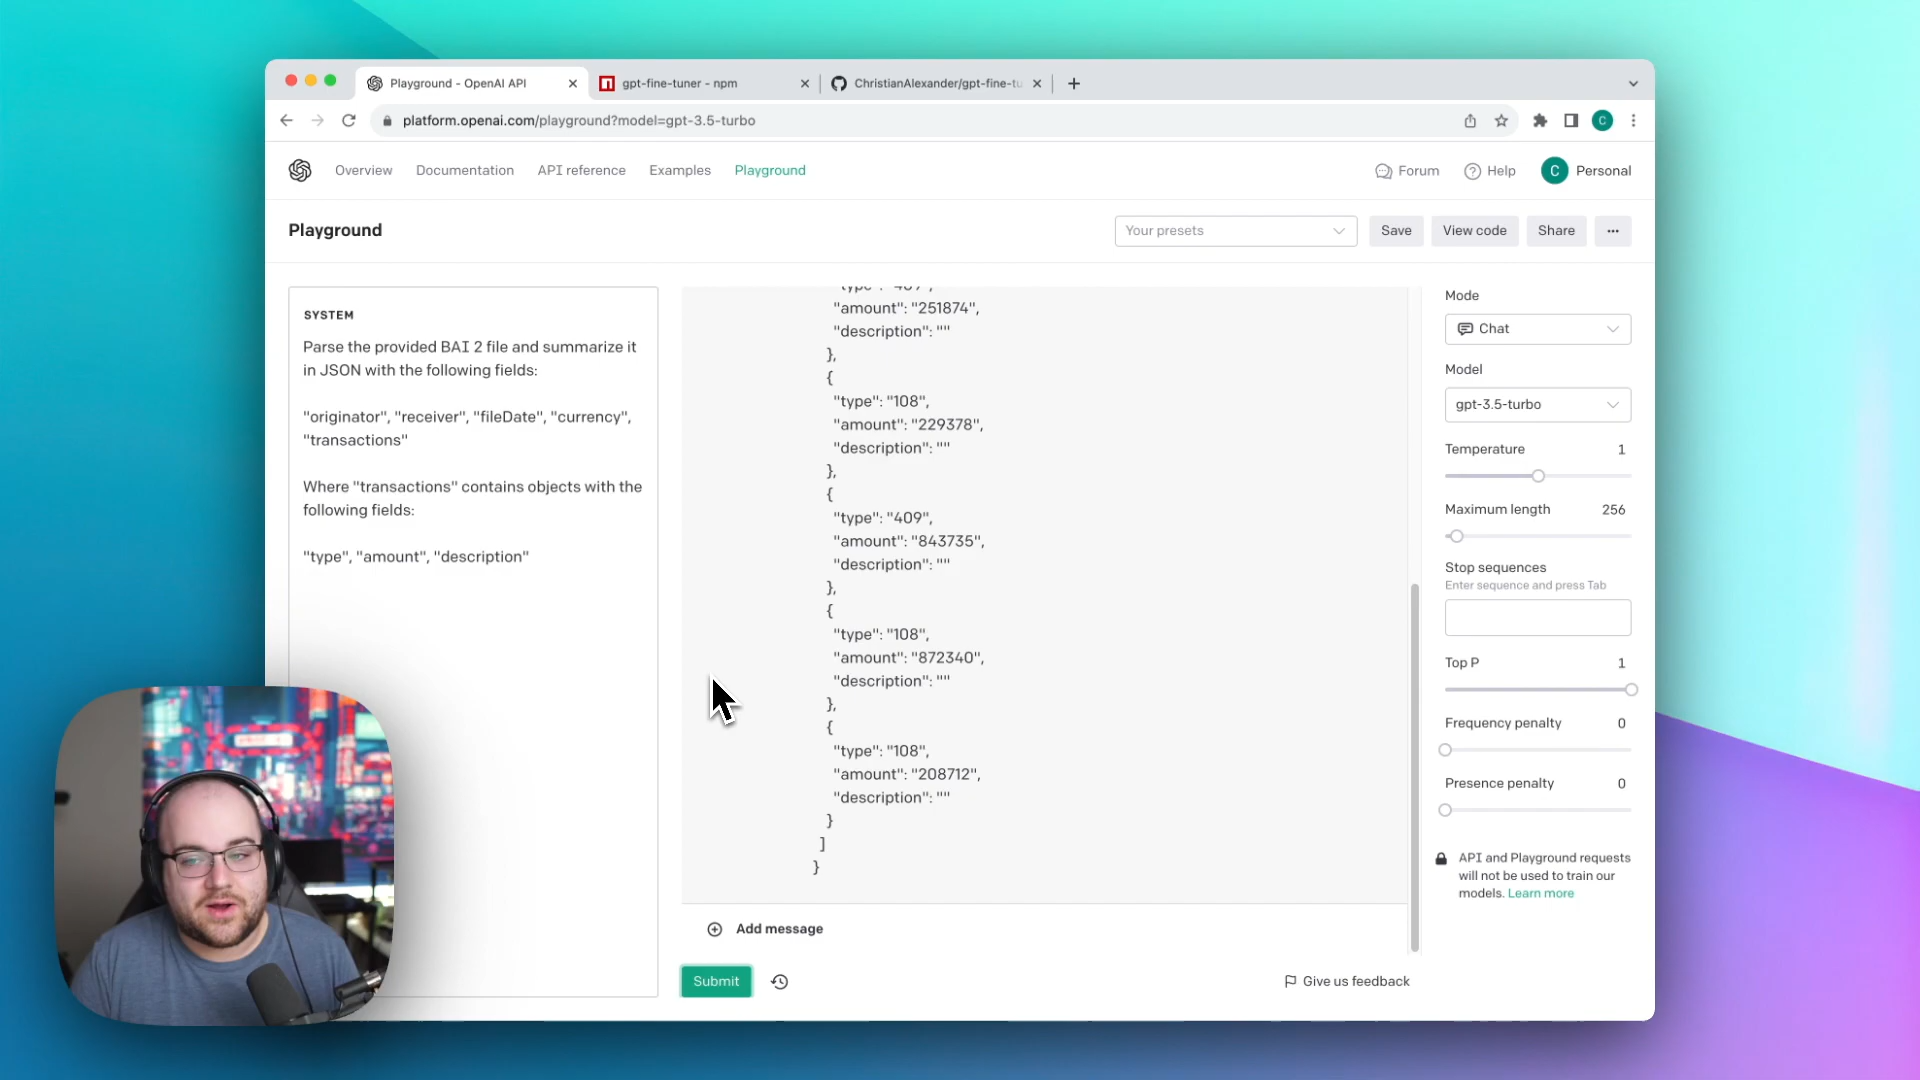 Playground - OpenAI API
gpt-fine-tuner - npm
ChristianAlexander/gpt-fine-tu
platform.openai.com/playground?model=gpt-3.5-turbo
C
Overview
Documentation
API reference
Examples
Playground
Forum
Help
C
Personal
Playground
Your presets
Save
View code
Share
SYSTEM
Parse the provided BAI 2 file and summarize it
in JSON with the following fields:
"originator", "receiver", "fileDate", "currency",
"transactions"
Where "transactions" contains objects with the
following fields:
"type", "amount", "description"
"type": "409",
"amount": "251874",
"description": ""
},
{
"type": "108",
"amount": "229378",
"description": ""
},
{
"type": "409",
"amount": "843735",
"description": ""
},
{
"type": "108",
"amount": "872340",
"description": ""
},
{
"type": "108",
"amount": "208712",
"description": ""
}
]
}
Add message
Submit
Give us feedback
Mode
Chat
Model
gpt-3.5-turbo
Temperature 1
Maximum length 256
Stop sequences
Enter sequence and press Tab
Top P 1
Frequency penalty 0
Presence penalty 0
API and Playground requests
will not be used to train our
models. Learn more